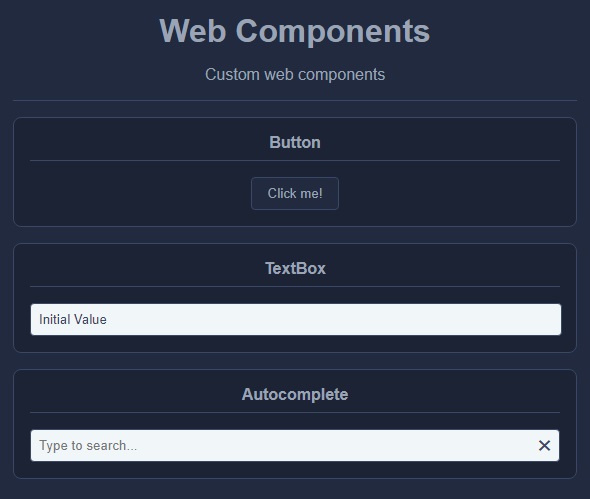 Web Components
Custom web components
Button
Click me!
TextBox
Initial Value
Autocomplete
Type to search...